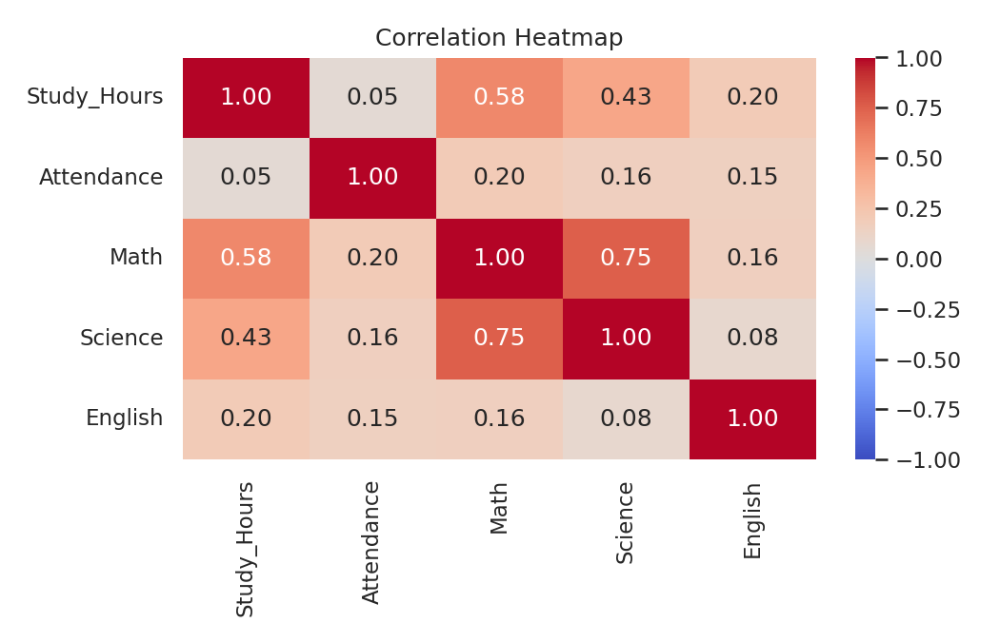 Correlation Heatmap
Study_Hours 1.00 0.05 0.58 0.43 0.20
Attendance 0.05 1.00 0.20 0.16 0.15
Math 0.58 0.20 1.00 0.75 0.16
Science 0.43 0.16 0.75 1.00 0.08
English 0.20 0.15 0.16 0.08 1.00
Study_Hours Attendance Math Science English
1.00
0.75
0.50
0.25
0.00
−0.25
−0.50
−0.75
−1.00